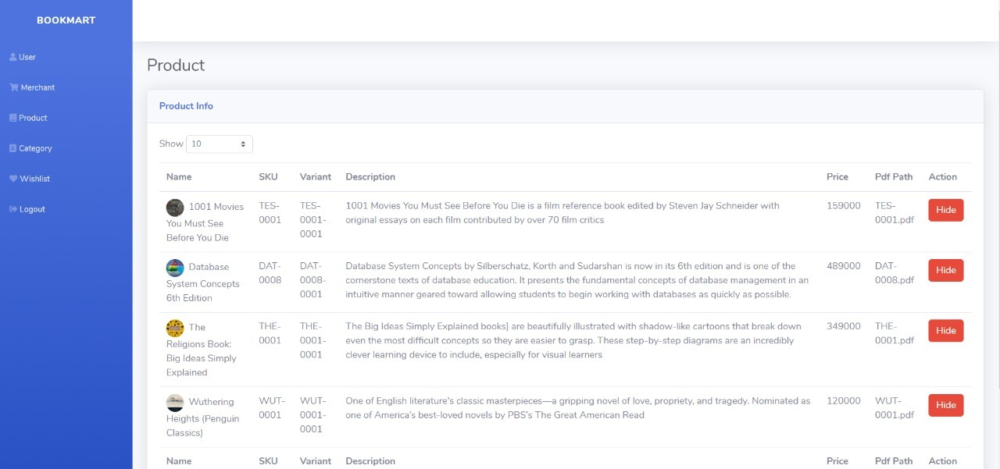 BOOKMART
User
Merchant
Product
Category
Wishlist
Logout
Product
Product Info
Show 10
Name SKU Variant Description Price Pdf Path Action
1001 Movies You Must See Before You Die
TES-0001
TES-0001-0001
1001 Movies You Must See Before You Die is a film reference book edited by Steven Jay Schneider with
original essays on each film contributed by over 70 film critics
159000
TES-0001.pdf
Hide
Database System Concepts 6th Edition
DAT-0008
DAT-0008-0001
Database System Concepts by Silberschatz, Korth and Sudarshan is now in its 6th edition and is one of the
cornerstone texts of database education. It presents the fundamental concepts of database management in an
intuitive manner geared toward allowing students to begin working with databases as quickly as possible.
489000
DAT-0008.pdf
Hide
The Religions Book: Big Ideas Simply Explained
THE-0001
THE-0001-0001
The Big Ideas Simply Explained books] are beautifully illustrated with shadow-like cartoons that break down
even the most difficult concepts so they are easier to grasp. These step-by-step diagrams are an incredibly
clever learning device to include, especially for visual learners
349000
THE-0001.pdf
Hide
Wuthering Heights (Penguin Classics)
WUT-0001
WUT-0001-0001
One of English literature's classic masterpieces—a gripping novel of love, propriety, and tragedy. Nominated as
one of America's best-loved novels by PBS's The Great American Read
120000
WUT-0001.pdf
Hide
Name SKU Variant Description Price Pdf Path Action